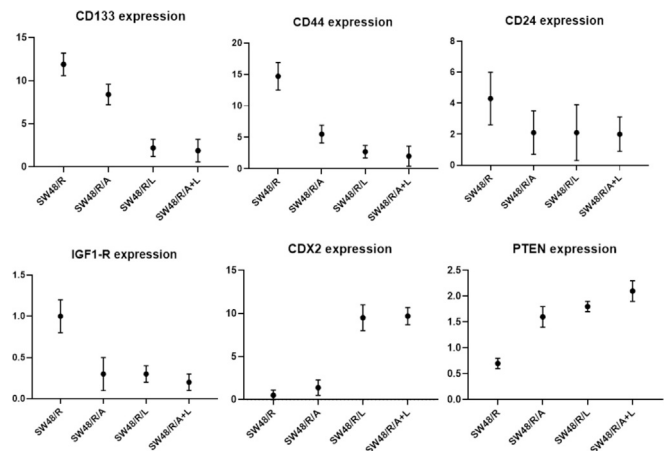 CD133 expression
15
10
5
0
SW48/R
SW48/R/A
SW48/R/L
SW48/R/A+L
CD44 expression
20
15
10
5
0
SW48/R
SW48/R/A
SW48/R/L
SW48/R/A+L
CD24 expression
8
6
4
2
0
SW48/R
SW48/R/A
SW48/R/L
SW48/R/A+L
IGF1-R expression
1.5
1.0
0.5
0.0
SW48/R
SW48/R/A
SW48/R/L
SW48/R/A+L
CDX2 expression
15
10
5
0
SW48/R
SW48/R/A
SW48/R/L
SW48/R/A+L
PTEN expression
2.5
2.0
1.5
1.0
0.5
0.0
SW48/R
SW48/R/A
SW48/R/L
SW48/R/A+L